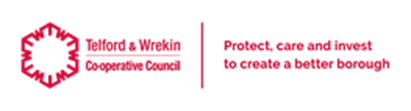 Telford & Wrekin
Co-operative Council
Protect, care and invest
to create a better borough